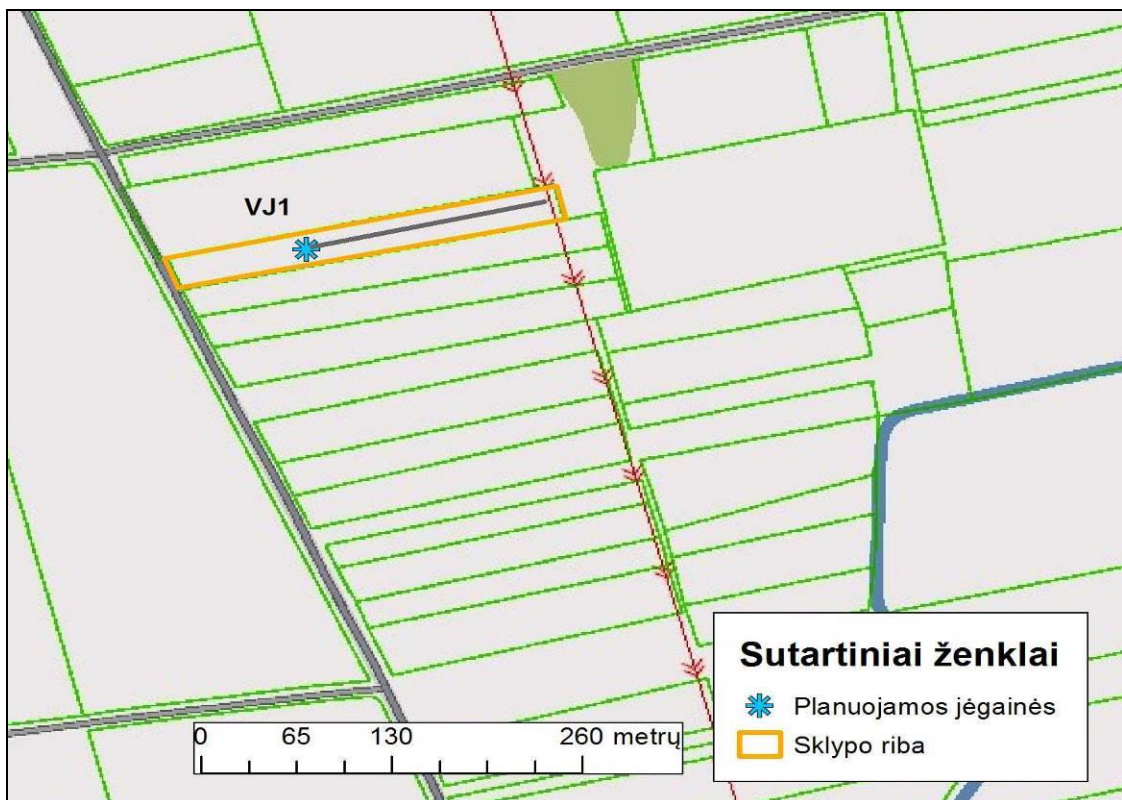 VJ1
Sutartiniai ženklai
Planuojamos jėgainės
Sklypo riba
0 65 130 260 metrų